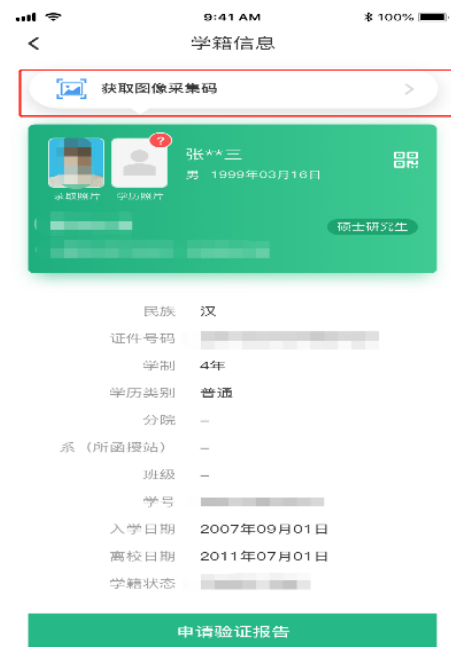 9:41 AM
100%
学籍信息
获取图像采集码
?
张**三
男 1999年03月16日
录取照片 学历照片
硕士研究生
民族 汉
证件号码
学制 4年
学历类别 普通
分院 –
系（所函授站） –
班级 –
学号
入学日期 2007年09月01日
离校日期 2011年07月01日
学籍状态
申请验证报告